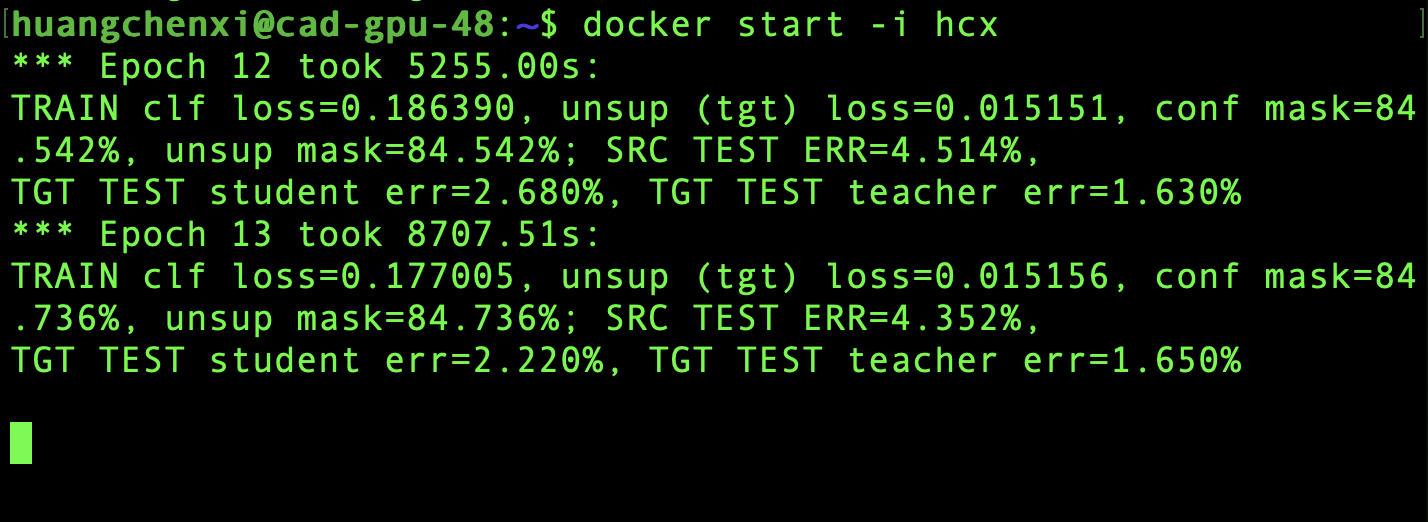 [huangchenxi@cad-gpu-48:~$ docker start -i hcx ]
*** Epoch 12 took 5255.00s:
TRAIN clf loss=0.186390, unsup (tgt) loss=0.015151, conf mask=84
.542%, unsup mask=84.542%; SRC TEST ERR=4.514%,
TGT TEST student err=2.680%, TGT TEST teacher err=1.630%
*** Epoch 13 took 8707.51s:
TRAIN clf loss=0.177005, unsup (tgt) loss=0.015156, conf mask=84
.736%, unsup mask=84.736%; SRC TEST ERR=4.352%,
TGT TEST student err=2.220%, TGT TEST teacher err=1.650%